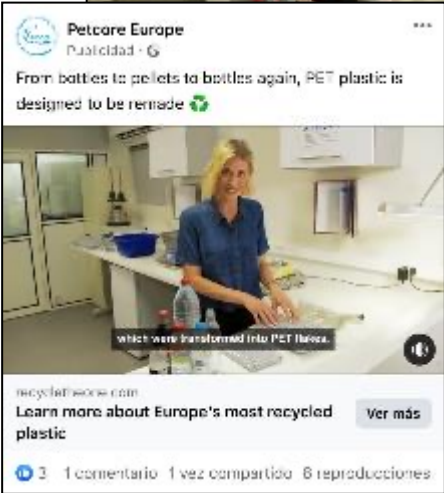 Petcore Europe
Publicidad ·
From bottles to pellets to bottles again, PET plastic is
designed to be remade ♻
which were transformed into PET flakes.
recycletheone.com
Learn more about Europe's most recycled
plastic
Ver más
3 1 comentario 1 vez compartido 8 reproducciones